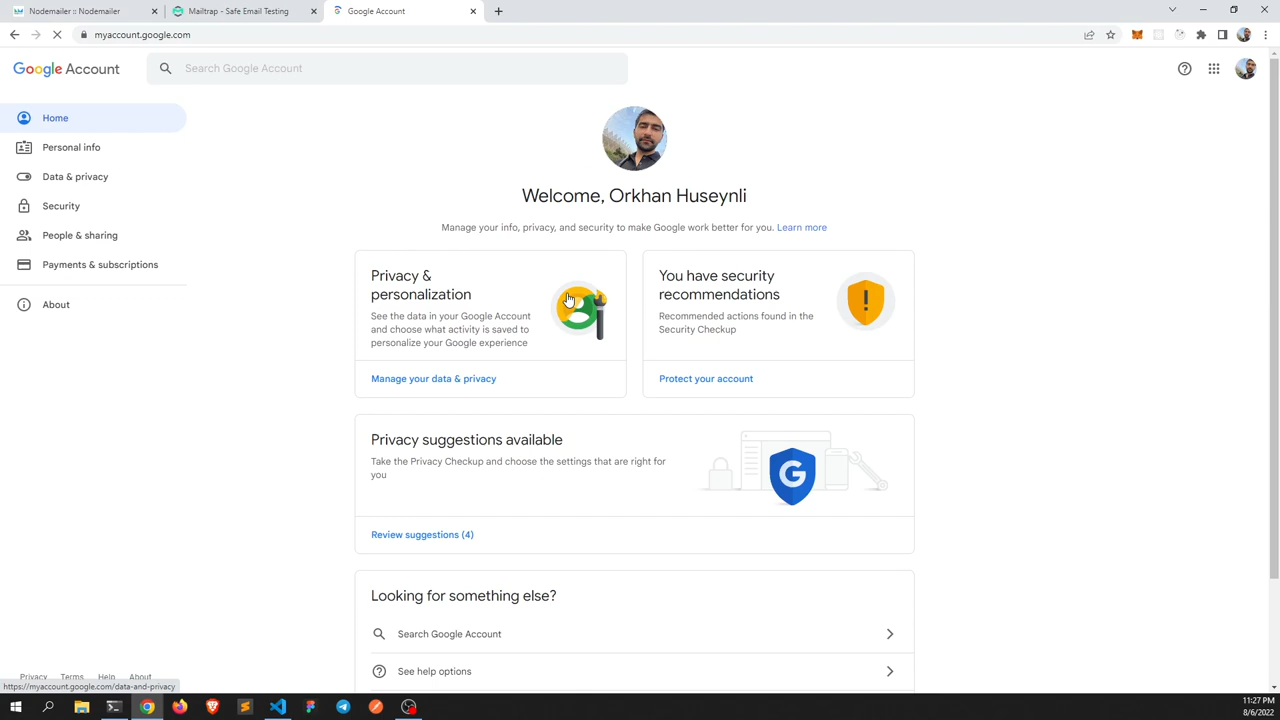 Nodemailer :: Nodemailer
Mailtrap - Safe Email Testing
Google Account
myaccount.google.com
Google Account
Search Google Account
Home
Personal info
Data & privacy
Security
People & sharing
Payments & subscriptions
About
Welcome, Orkhan Huseynli
Manage your info, privacy, and security to make Google work better for you. Learn more
Privacy &
personalization
See the data in your Google Account
and choose what activity is saved to
personalize your Google experience
Manage your data & privacy
You have security
recommendations
Recommended actions found in the
Security Checkup
Protect your account
Privacy suggestions available
Take the Privacy Checkup and choose the settings that are right for
you
G
Review suggestions (4)
Looking for something else?
Search Google Account
See help options
Privacy Terms Help About
https://myaccount.google.com/data-and-privacy
11:27 PM
8/6/2022